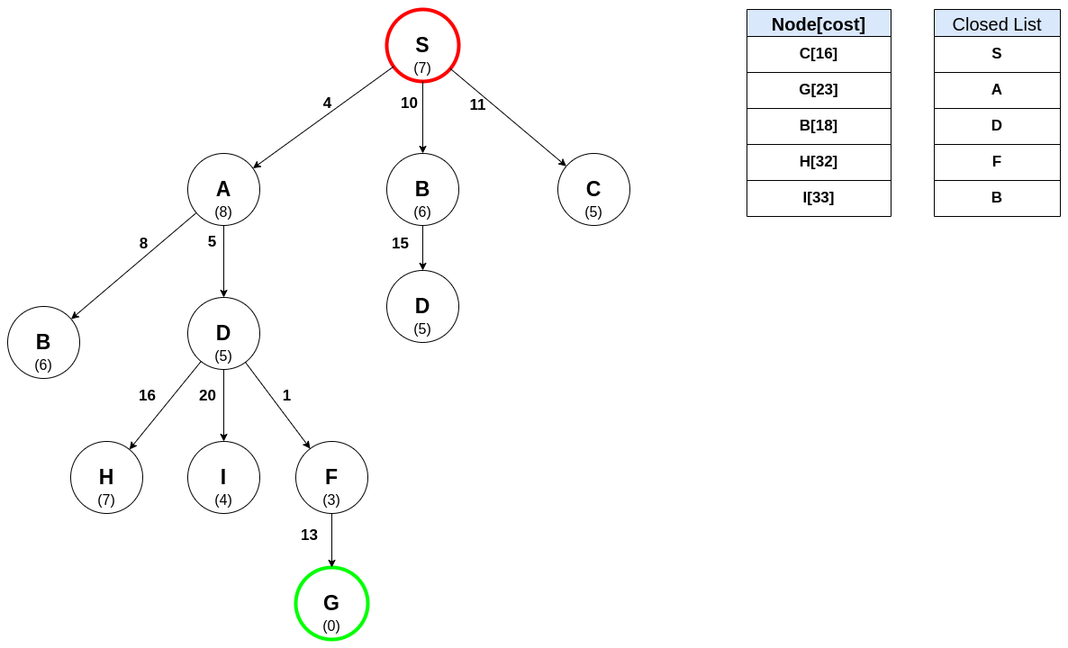 S
(7)
4
10
11
A
(8)
B
(6)
C
(5)
8
5
15
B
(6)
D
(5)
D
(5)
16
20
1
H
(7)
I
(4)
F
(3)
13
G
(0)
Node[cost]
C[16]
G[23]
B[18]
H[32]
I[33]
Closed List
S
A
D
F
B